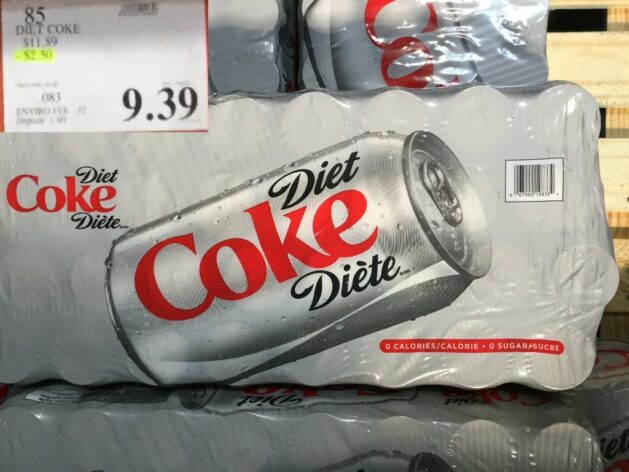 85
DIET COKE
$11.89
-$2.50
.083
ENVIRO FEE .32
Deposit 1.60
9.39
Diet
Coke
Diète
Diet
Coke
Diète
0 CALORIES/CALORIE • 0 SUGAR/SUCRE